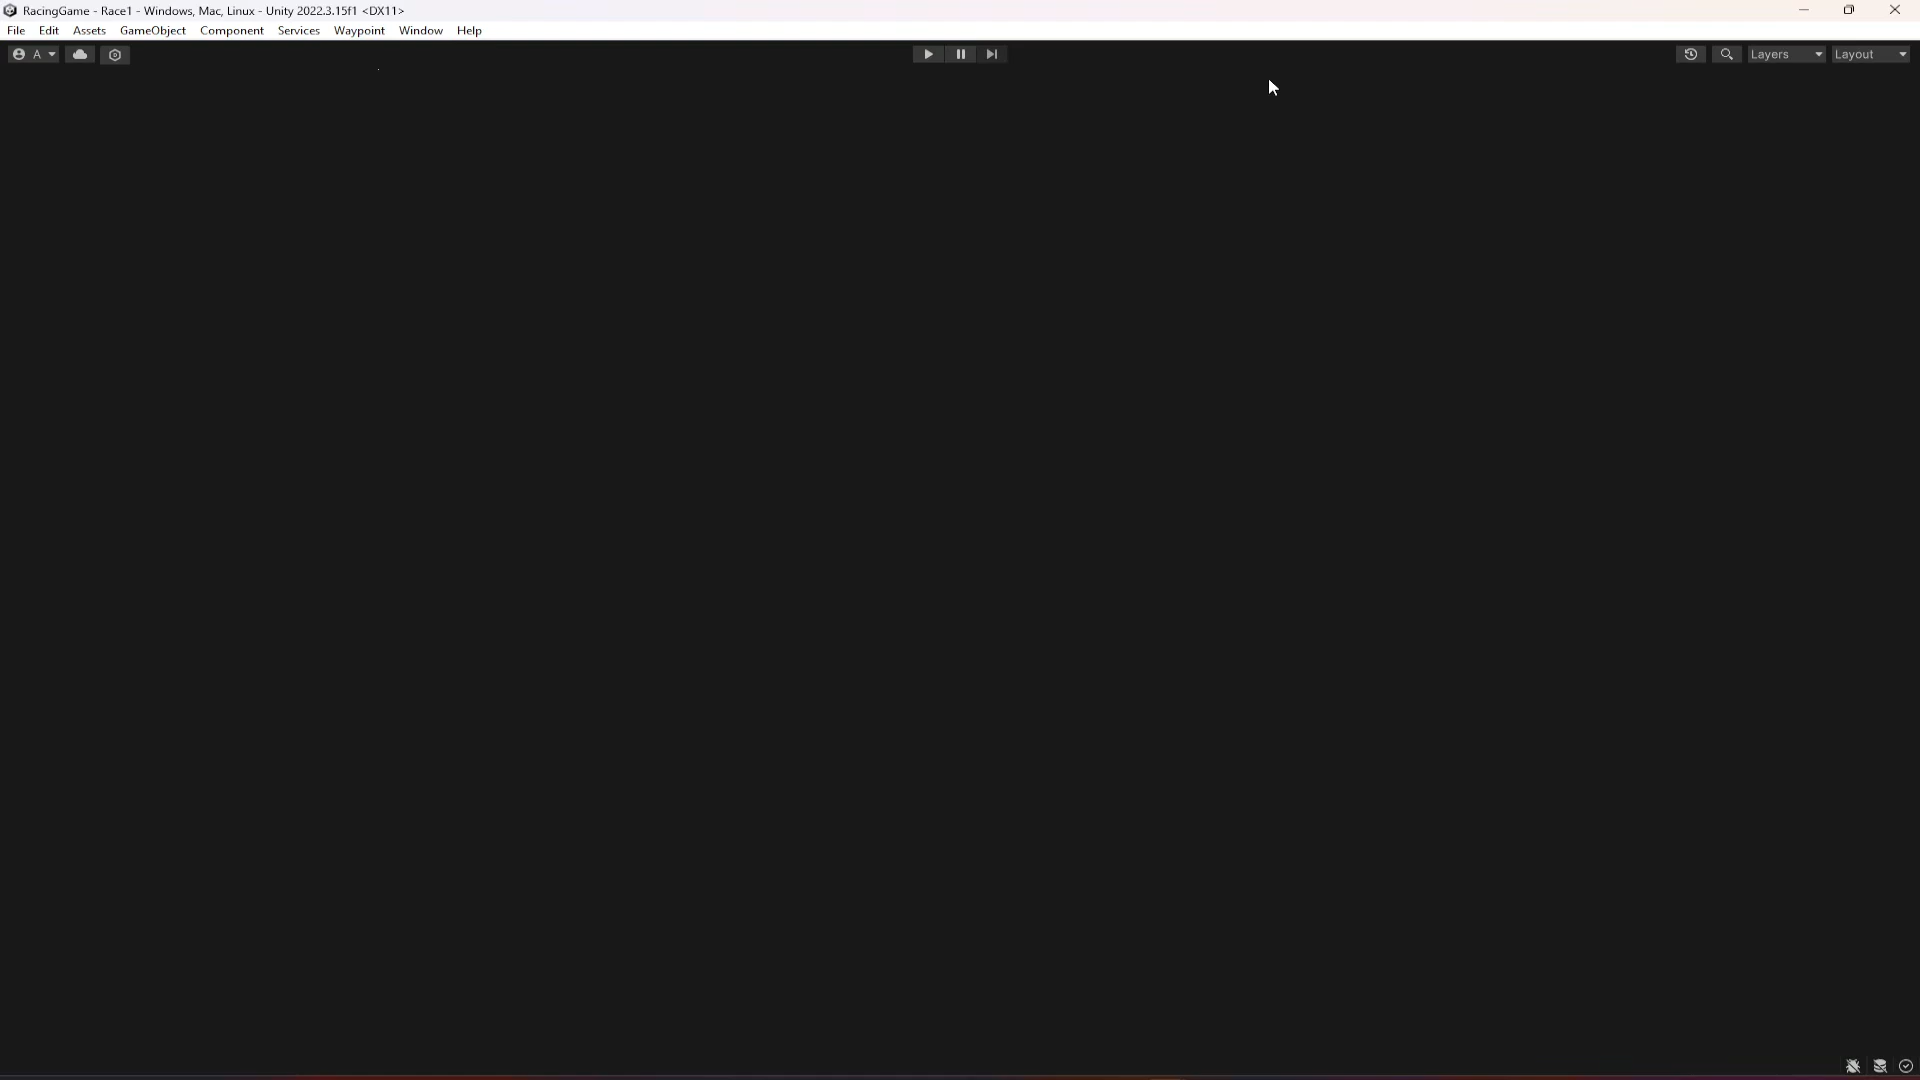 RacingGame - Race1 - Windows, Mac, Linux - Unity 2022.3.15f1 <DX11>
File Edit Assets GameObject Component Services Waypoint Window Help
A Layers Layout